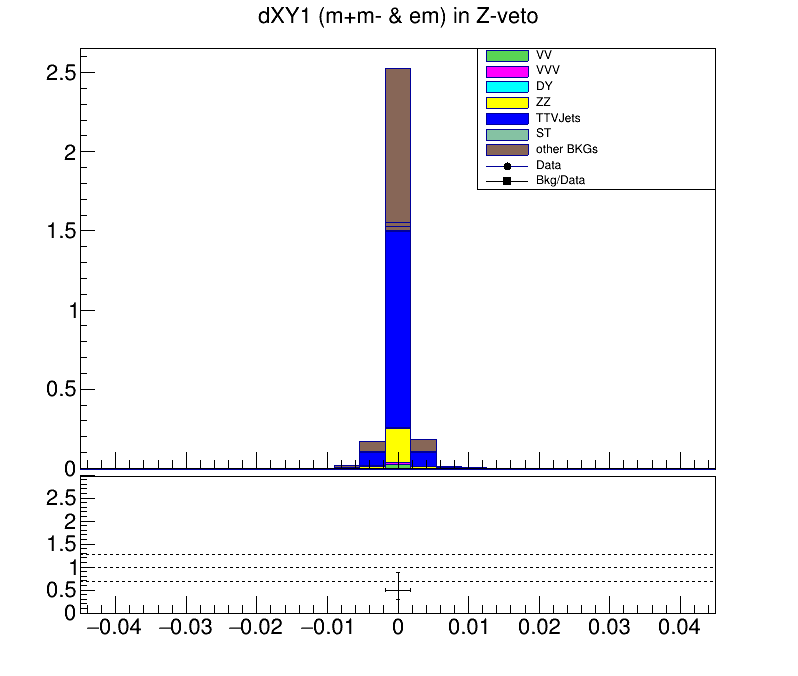 dXY1 (m+m- & em) in Z-veto
2.5
2
1.5
1
0.5
0
VV
VVV
DY
ZZ
TTVJets
ST
other BKGs
Data
Bkg/Data
2.5
2
1.5
1
0.5
0
−0.04 −0.03 −0.02 −0.01 0 0.01 0.02 0.03 0.04